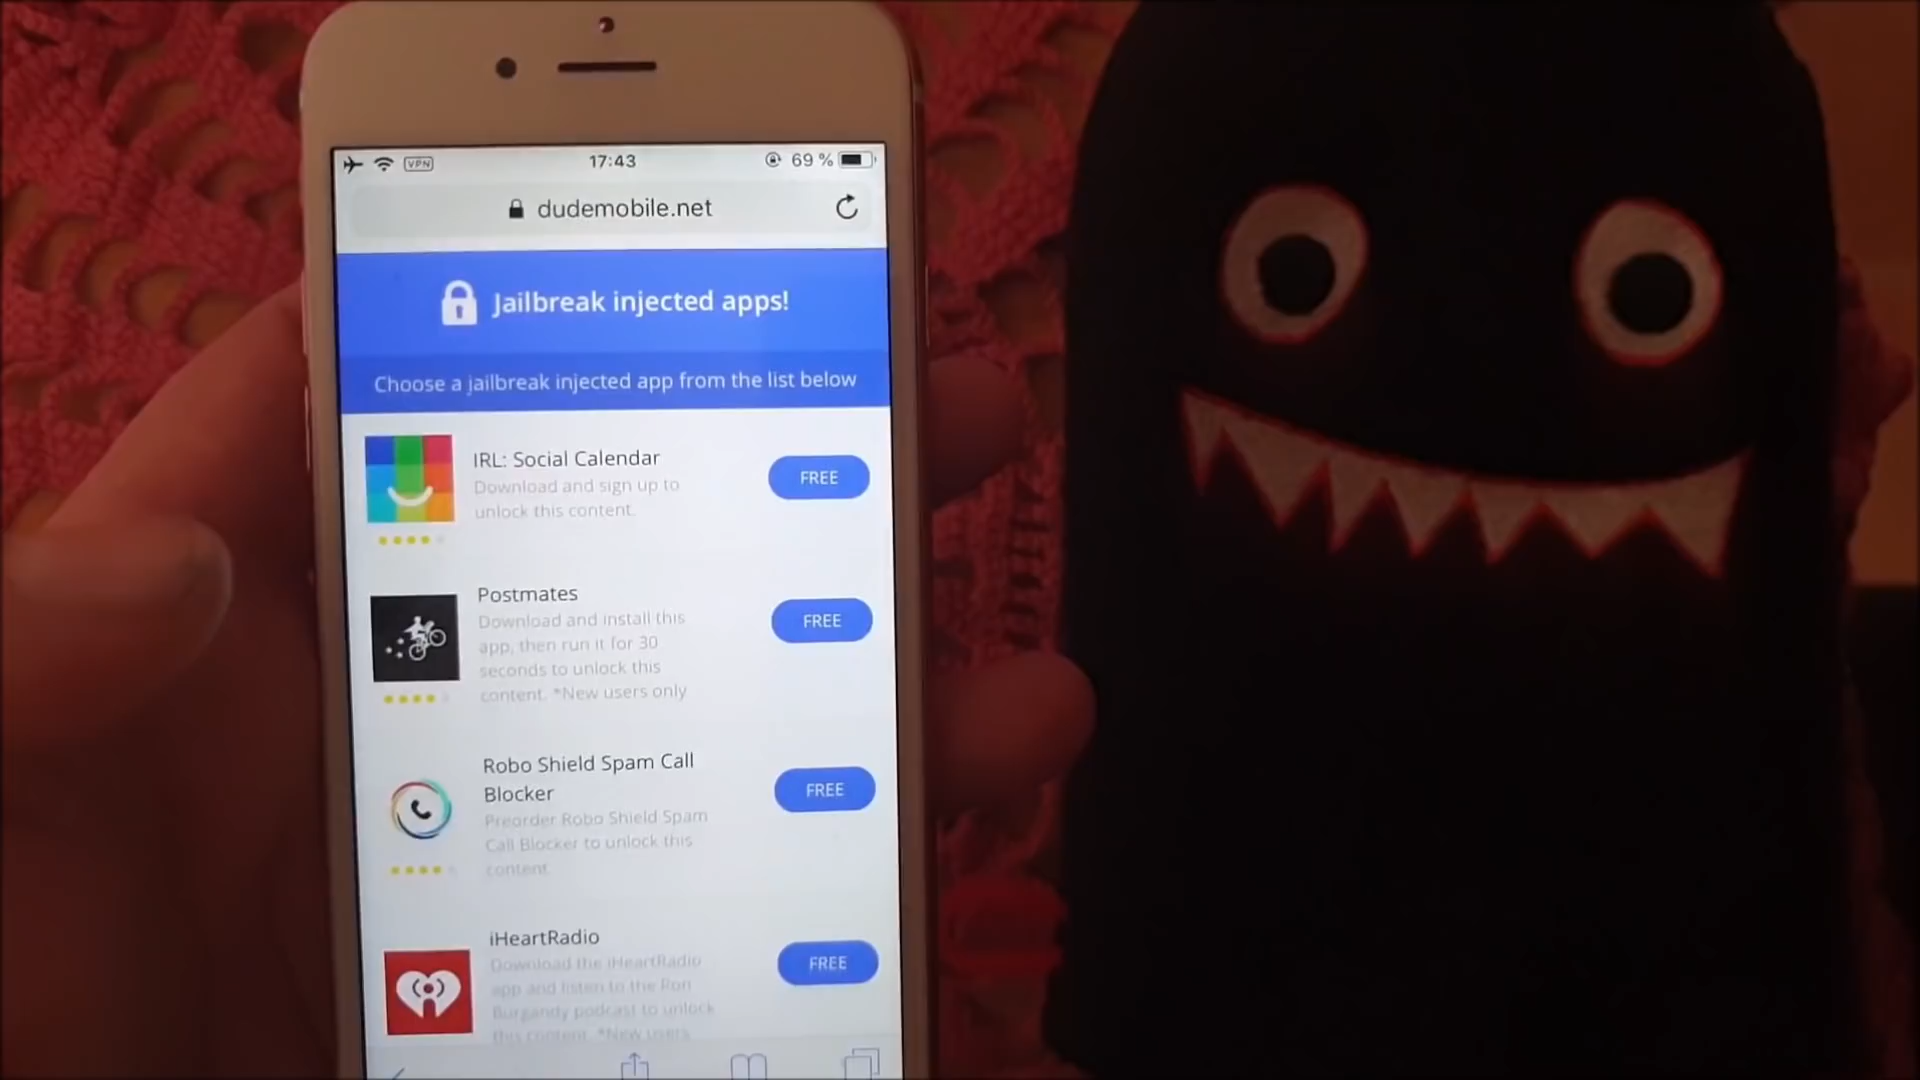 VPN 17:43 69 %
dudemobile.net
Jailbreak injected apps!
Choose a jailbreak injected app from the list below
IRL: Social Calendar
Download and sign up to
unlock this content.
FREE
Postmates
Download and install this
app, then run it for 30
seconds to unlock this
content. *New users only
FREE
Robo Shield Spam Call
Blocker
Preorder Robo Shield Spam
Call Blocker to unlock this
content.
FREE
iHeartRadio
Download the iHeartRadio
app and listen to the Ron
Burgandy podcast to unlock
this content. *New users
FREE